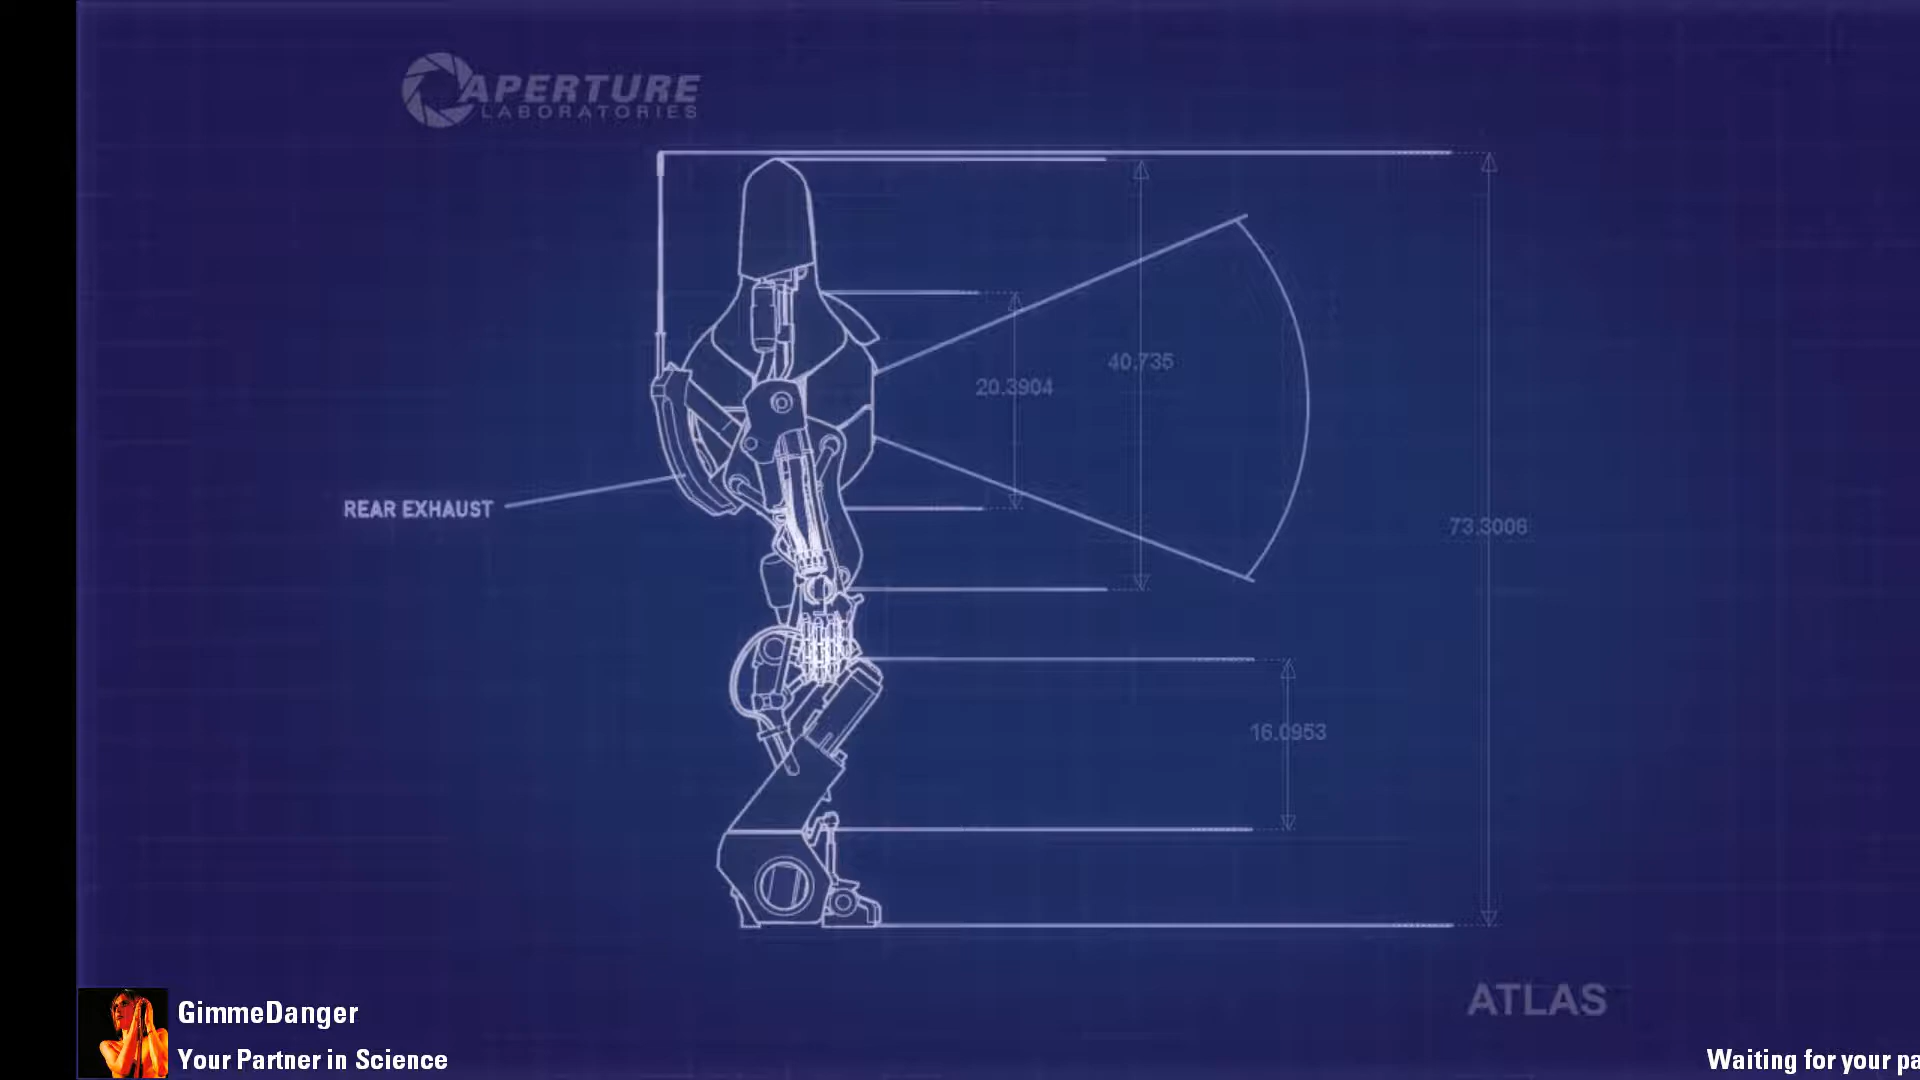 APERTURE
LABORATORIES
40.735
20.3904
REAR EXHAUST
73.3006
16.0953
ATLAS
GimmeDanger
Your Partner in Science
Waiting for your pa